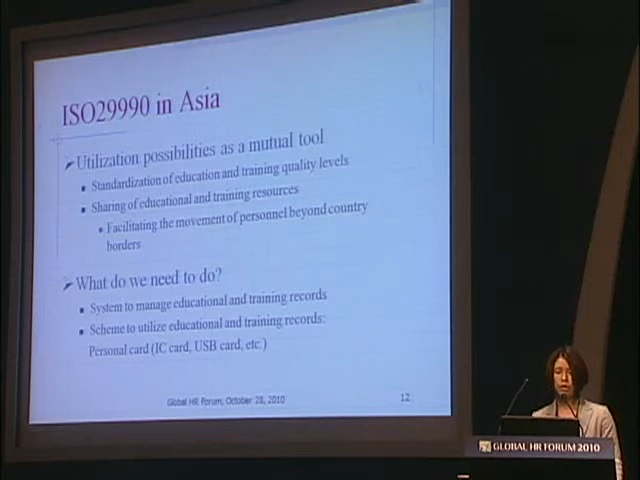 ISO29990 in Asia
Utilization possibilities as a mutual tool
Standardization of education and training quality levels
Sharing of educational and training resources
Facilitating the movement of personnel beyond country
borders
What do we need to do?
System to manage educational and training records
Scheme to utilize educational and training records:
Personal card (IC card, USB card, etc.)
Global HR Forum, October 28, 2010
12
GLOBAL HR FORUM 2010